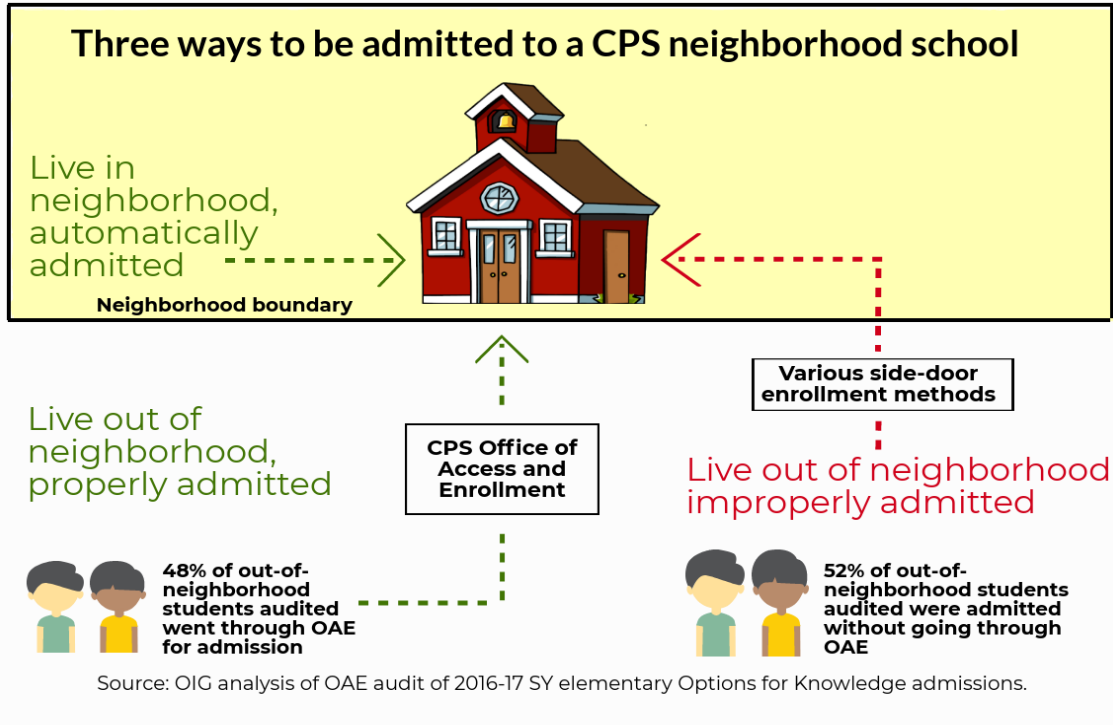 Three ways to be admitted to a CPS neighborhood school
Live in
neighborhood,
automatically
admitted
Neighborhood boundary
Various side-door
enrollment methods
Live out of
neighborhood,
properly admitted
CPS Office of
Access and
Enrollment
Live out of neighborhood
improperly admitted
48% of out-of-
neighborhood
students audited
went through OAE
for admission
52% of out-of-
neighborhood students
audited were admitted
without going through
OAE
Source: OIG analysis of OAE audit of 2016-17 SY elementary Options for Knowledge admissions.